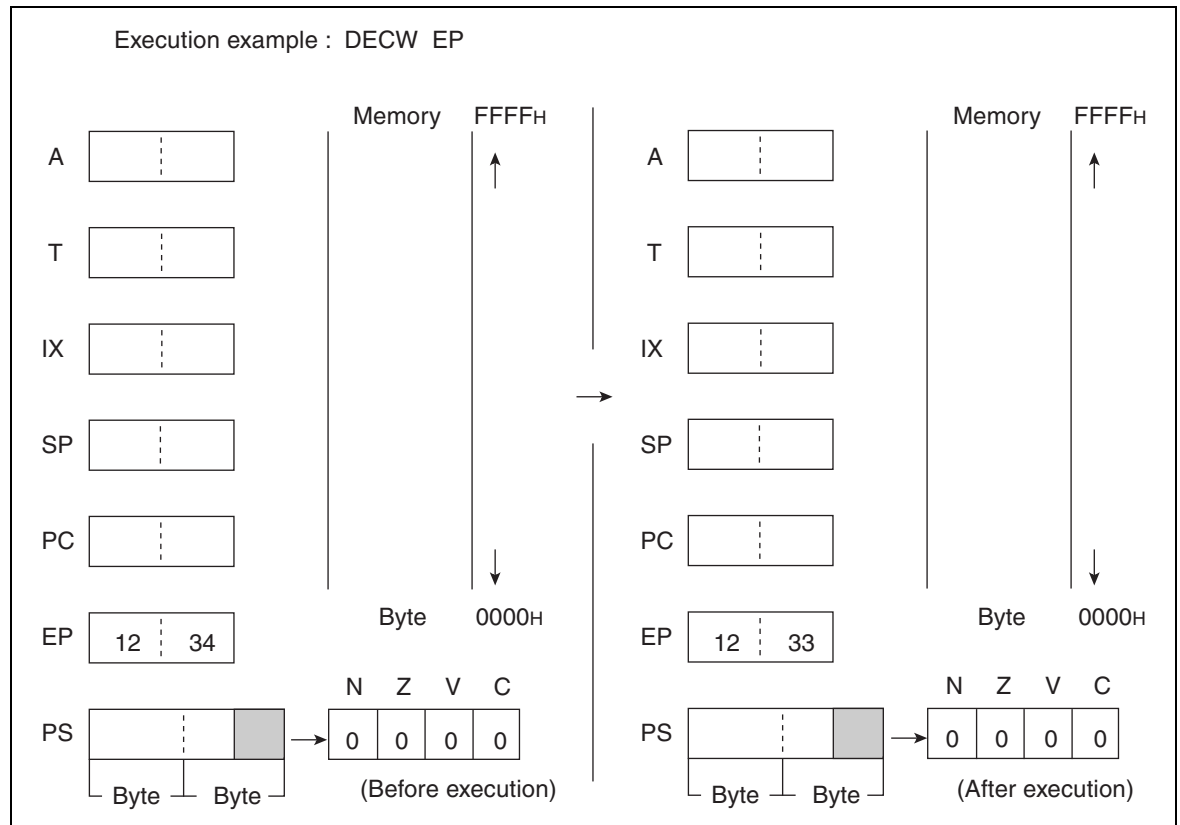 Execution example : DECW EP
Memory FFFFH
A
T
IX
SP
PC
Byte 0000H
EP 12 34
N Z V C
PS 0 0 0 0
Byte Byte (Before execution)
Memory FFFFH
A
T
IX
SP
PC
Byte 0000H
EP 12 33
N Z V C
PS 0 0 0 0
Byte Byte (After execution)